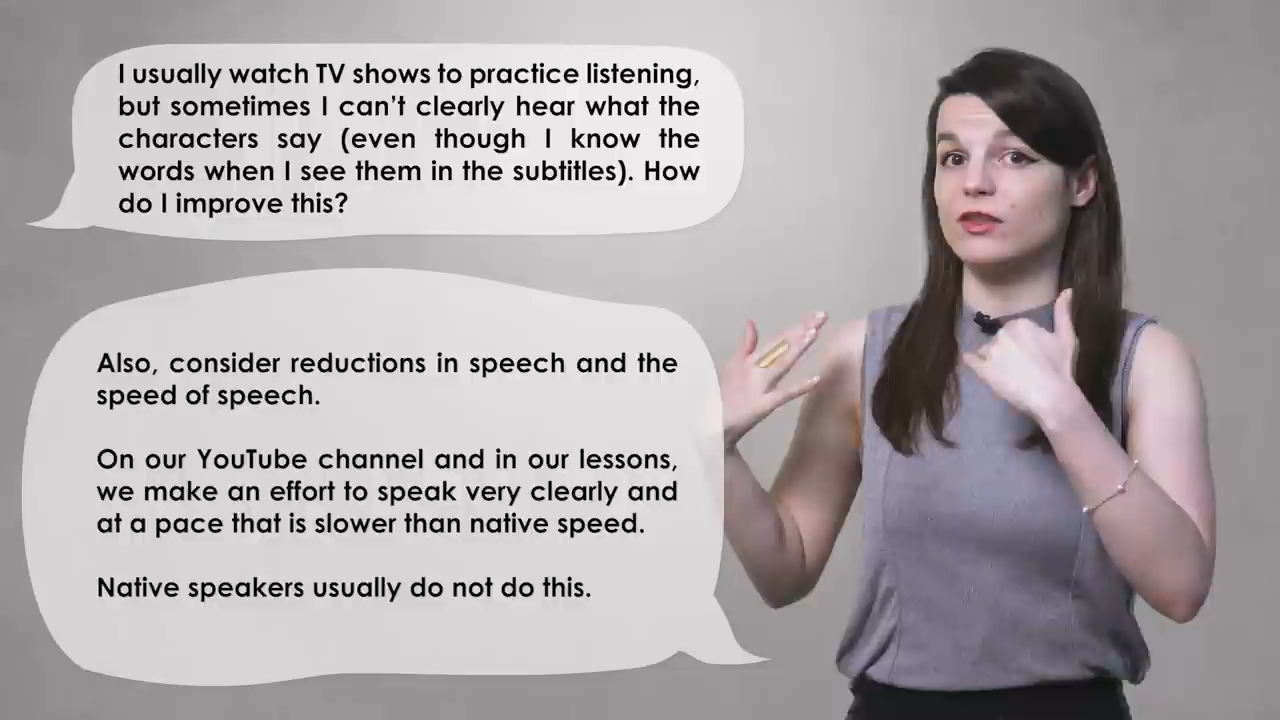 I usually watch TV shows to practice listening,
but sometimes I can't clearly hear what the
characters say (even though I know the
words when I see them in the subtitles). How
do I improve this?
Also, consider reductions in speech and the
speed of speech.
On our YouTube channel and in our lessons,
we make an effort to speak very clearly and
at a pace that is slower than native speed.
Native speakers usually do not do this.